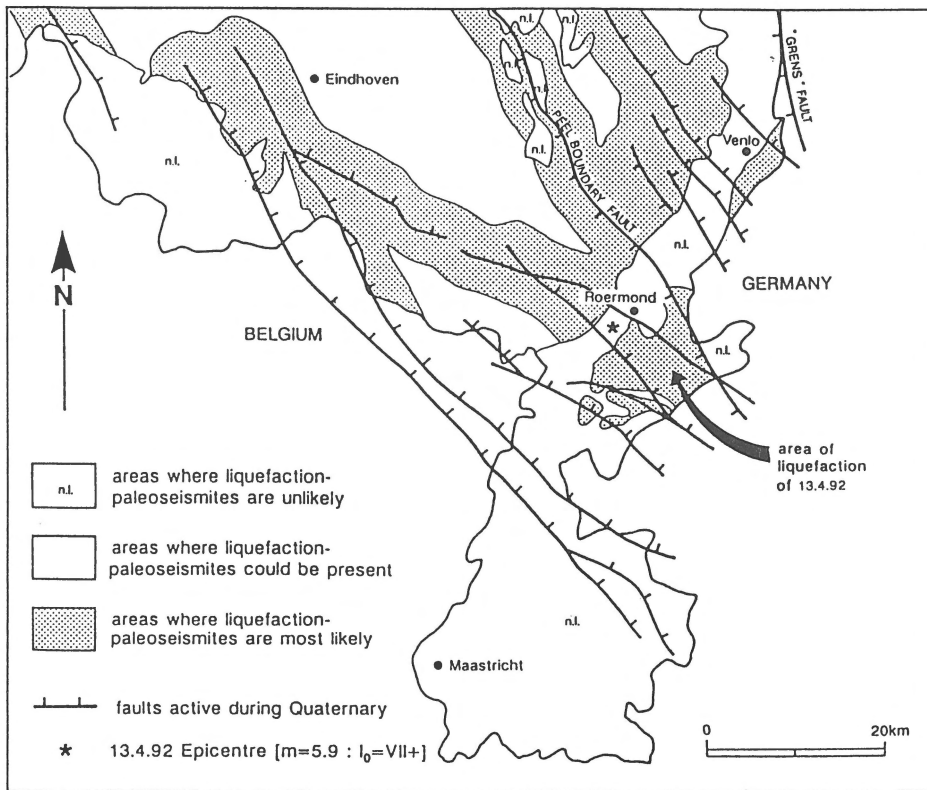 Eindhoven
n.l.
n.l.
n.l.
n.l.
n.l.
n.l.
PEEL BOUNDARY FAULT
"GRENS" FAULT
Venlo
n.l.
GERMANY
Roermond
*
n.l.
N
BELGIUM
area of
liquefaction
of 13.4.92
n.l. areas where liquefaction-
paleoseismites are unlikely
areas where liquefaction-
paleoseismites could be present
areas where liquefaction-
paleoseismites are most likely
faults active during Quaternary
* 13.4.92 Epicentre [m=5.9 : I₀=VII+]
n.l.
Maastricht
0 20km